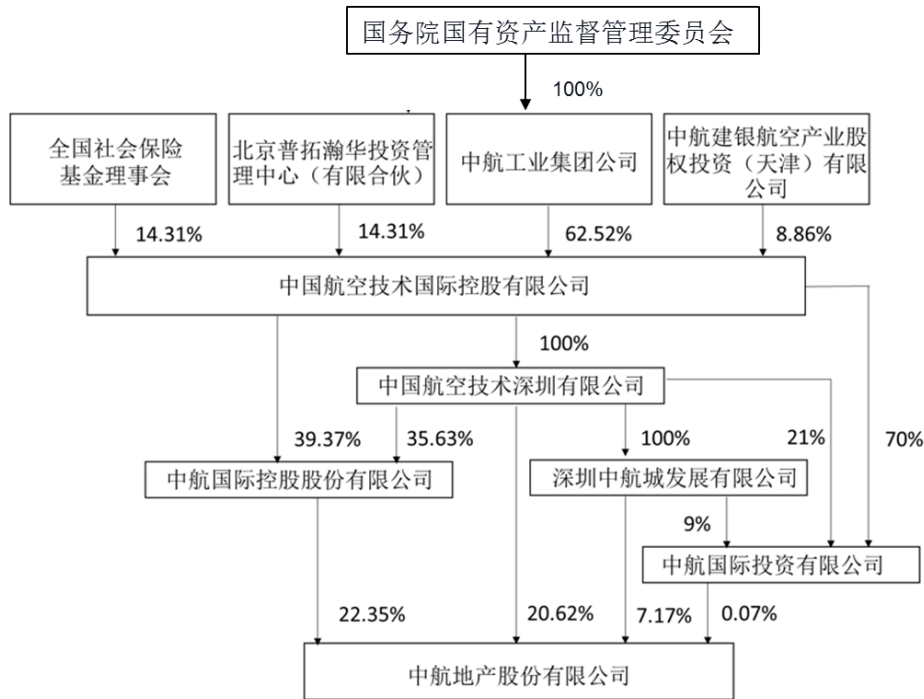 国务院国有资产监督管理委员会
100%
全国社会保险
基金理事会
北京普拓瀚华投资管
理中心（有限合伙）
中航工业集团公司
中航建银航空产业股
权投资（天津）有限
公司
14.31%
14.31%
62.52%
8.86%
中国航空技术国际控股有限公司
100%
中国航空技术深圳有限公司
39.37%
35.63%
100%
21%
70%
中航国际控股股份有限公司
深圳中航城发展有限公司
9%
中航国际投资有限公司
22.35%
20.62%
7.17%
0.07%
中航地产股份有限公司